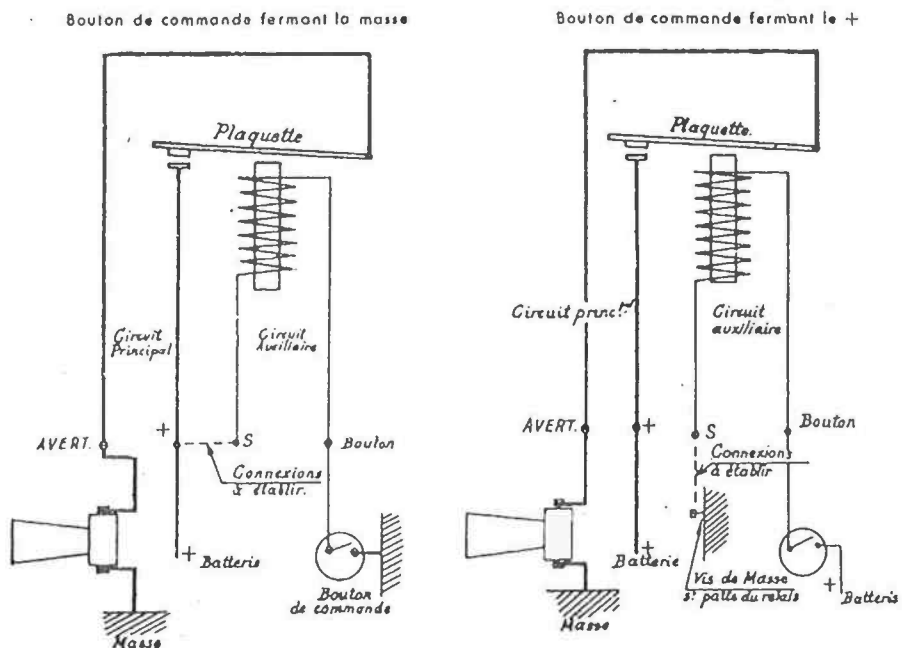 Bouton de commande fermant la masse
Plaquette
Circuit
Principal
Circuit
Auxiliaire
AVERT.
+
S
Bouton
Connexions
à établir.
+ Batterie
Bouton
de commande
Masse
Bouton de commande fermant le +
Plaquette.
Circuit princ!
Circuit
auxiliaire
AVERT.
+
S
Bouton
Connexions
à établir
+
Batterie
Vis de Masse
st patte du relais
+
Batterie
Masse